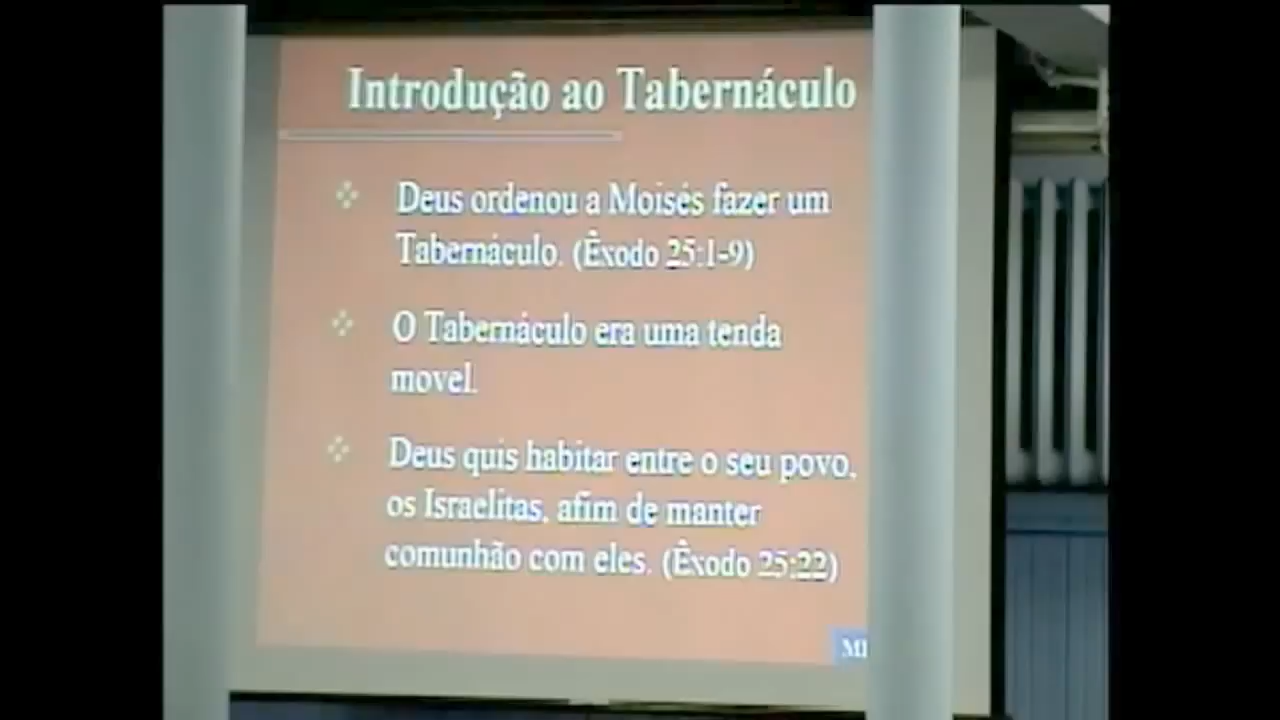 Introdução ao Tabernáculo
Deus ordenou a Moisés fazer um
Tabernáculo. (Êxodo 25:1-9)
O Tabernáculo era uma tenda
movel.
Deus quis habitar entre o seu povo,
os Israelitas, afim de manter
comunhão com eles. (Êxodo 25:22)